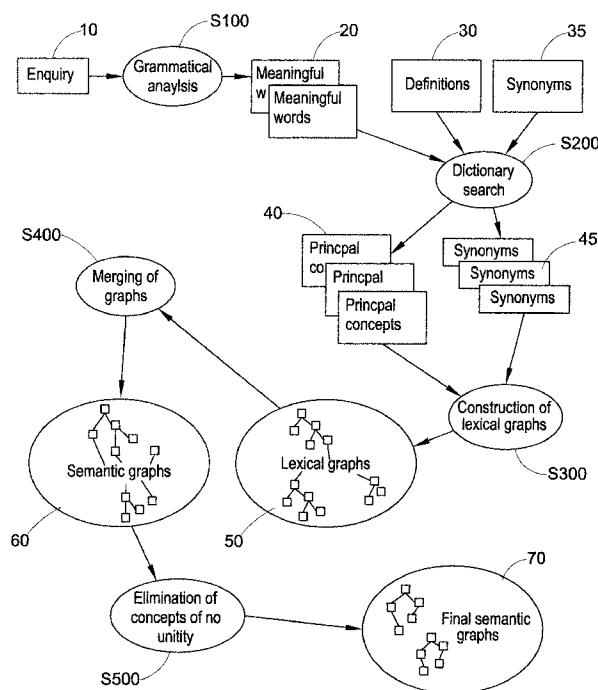 10
S100
20
30
35
Enquiry
Grammatical
anaylsis
Meaningful
w
Meaningful
words
Definitions
Synonyms
S200
Dictionary
search
40
45
S400
Princpal
co
Princpal
Princpal
concepts
Synonyms
Synonyms
Synonyms
Merging of
graphs
Construction of
lexical graphs
S300
Semantic graphs
Lexical graphs
60
50
70
Elimination of
concepts of no
unitity
Final semantic
graphs
S500